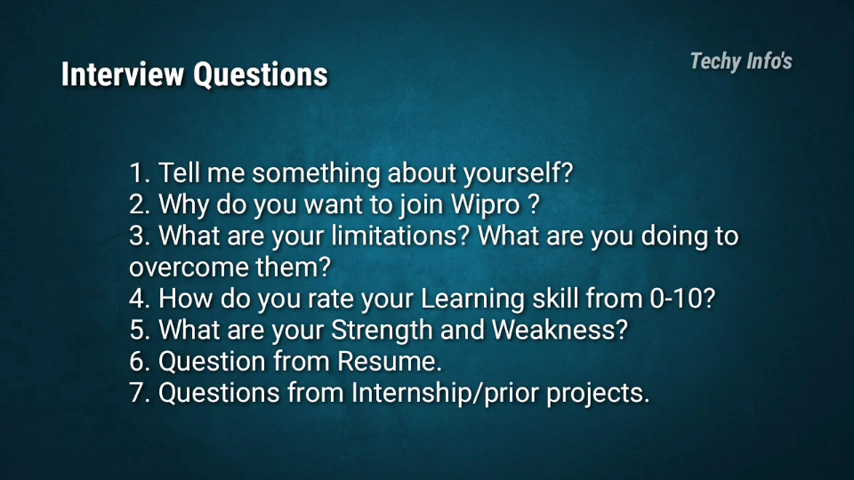 Interview Questions
Techy Info's
1. Tell me something about yourself?
2. Why do you want to join Wipro ?
3. What are your limitations? What are you doing to
overcome them?
4. How do you rate your Learning skill from 0-10?
5. What are your Strength and Weakness?
6. Question from Resume.
7. Questions from Internship/prior projects.